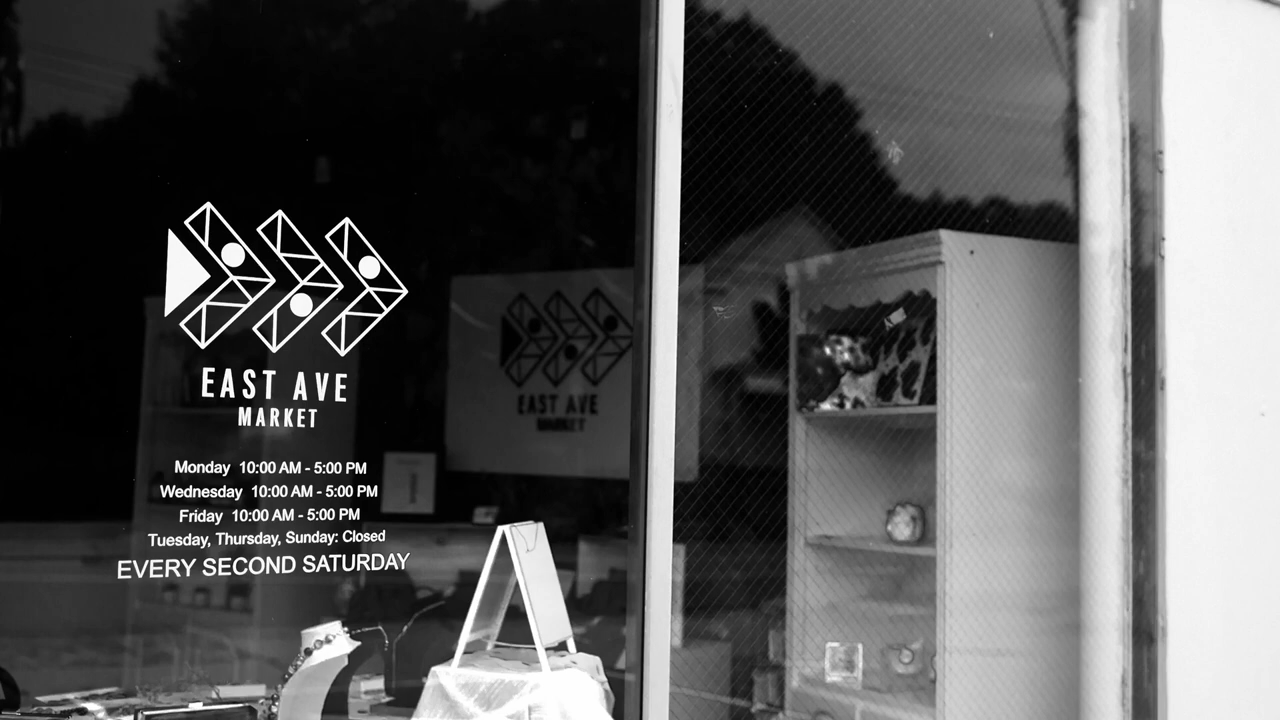 EAST AVE
MARKET
Monday 10:00 AM - 5:00 PM
Wednesday 10:00 AM - 5:00 PM
Friday 10:00 AM - 5:00 PM
Tuesday, Thursday, Sunday: Closed
EVERY SECOND SATURDAY
EAST AVE
MARKET